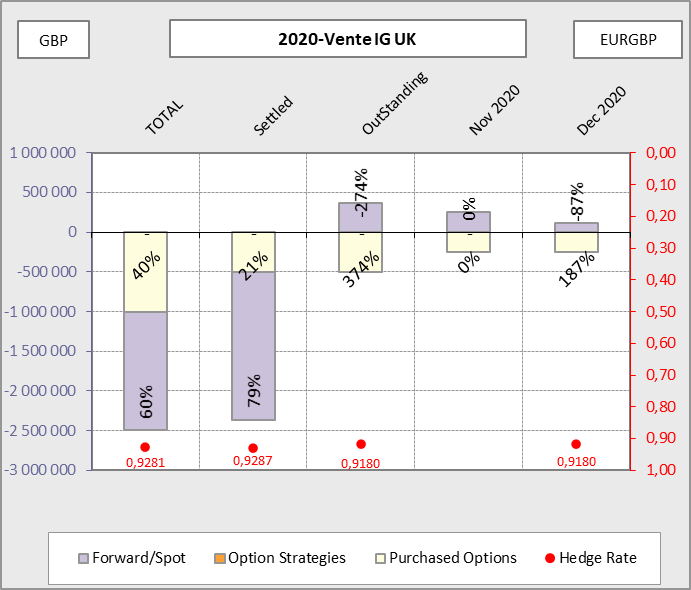 GBP
2020-Vente IG UK
EURGBP
TOTAL
Settled
OutStanding
Nov 2020
Dec 2020
1 000 000
500 000
0
-500 000
-1 000 000
-1 500 000
-2 000 000
-2 500 000
-3 000 000
0,00
0,10
0,20
0,30
0,40
0,50
0,60
0,70
0,80
0,90
1,00
-274%
0%
-87%
- - - -
40%
21%
374%
0%
187%
60%
79%
0,9281
0,9287
0,9180
0,9180
Forward/Spot
Option Strategies
Purchased Options
Hedge Rate